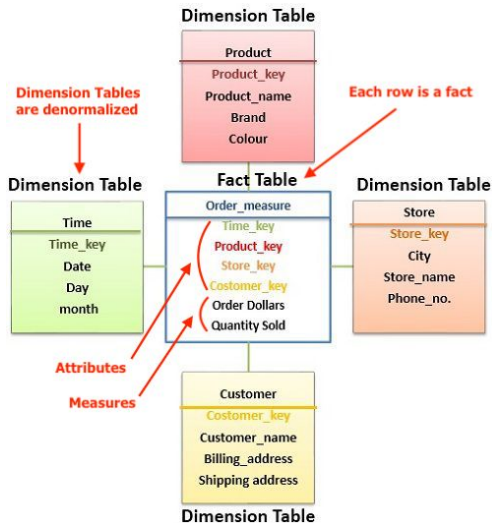 Dimension Table
Product
Product_key
Product_name
Brand
Colour
Dimension Tables
are denormalized
Each row is a fact
Dimension Table
Time
Time_key
Date
Day
month
Fact Table
Order_measure
Time_key
Product_key
Store_key
Costomer_key
Order Dollars
Quantity Sold
Dimension Table
Store
Store_key
City
Store_name
Phone_no.
Attributes
Measures
Customer
Costomer_key
Customer_name
Billing_address
Shipping address
Dimension Table